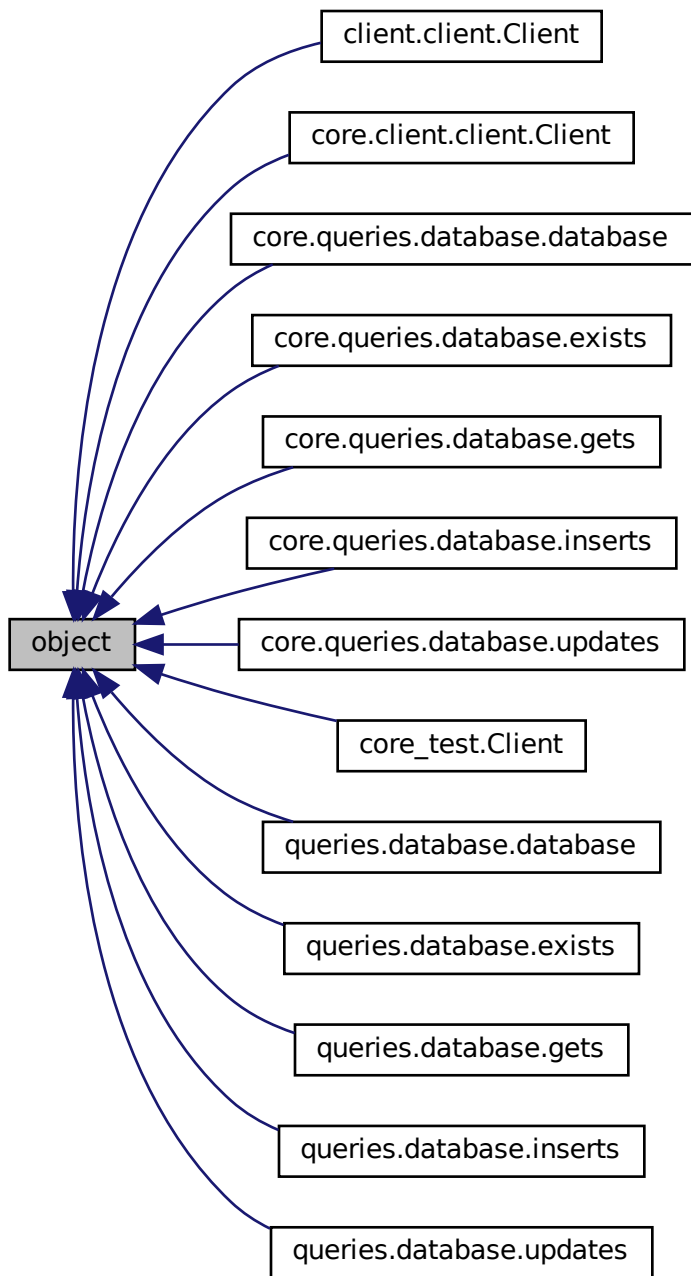 client.client.Client
core.client.client.Client
core.queries.database.database
core.queries.database.exists
core.queries.database.gets
core.queries.database.inserts
object
core.queries.database.updates
core_test.Client
queries.database.database
queries.database.exists
queries.database.gets
queries.database.inserts
queries.database.updates